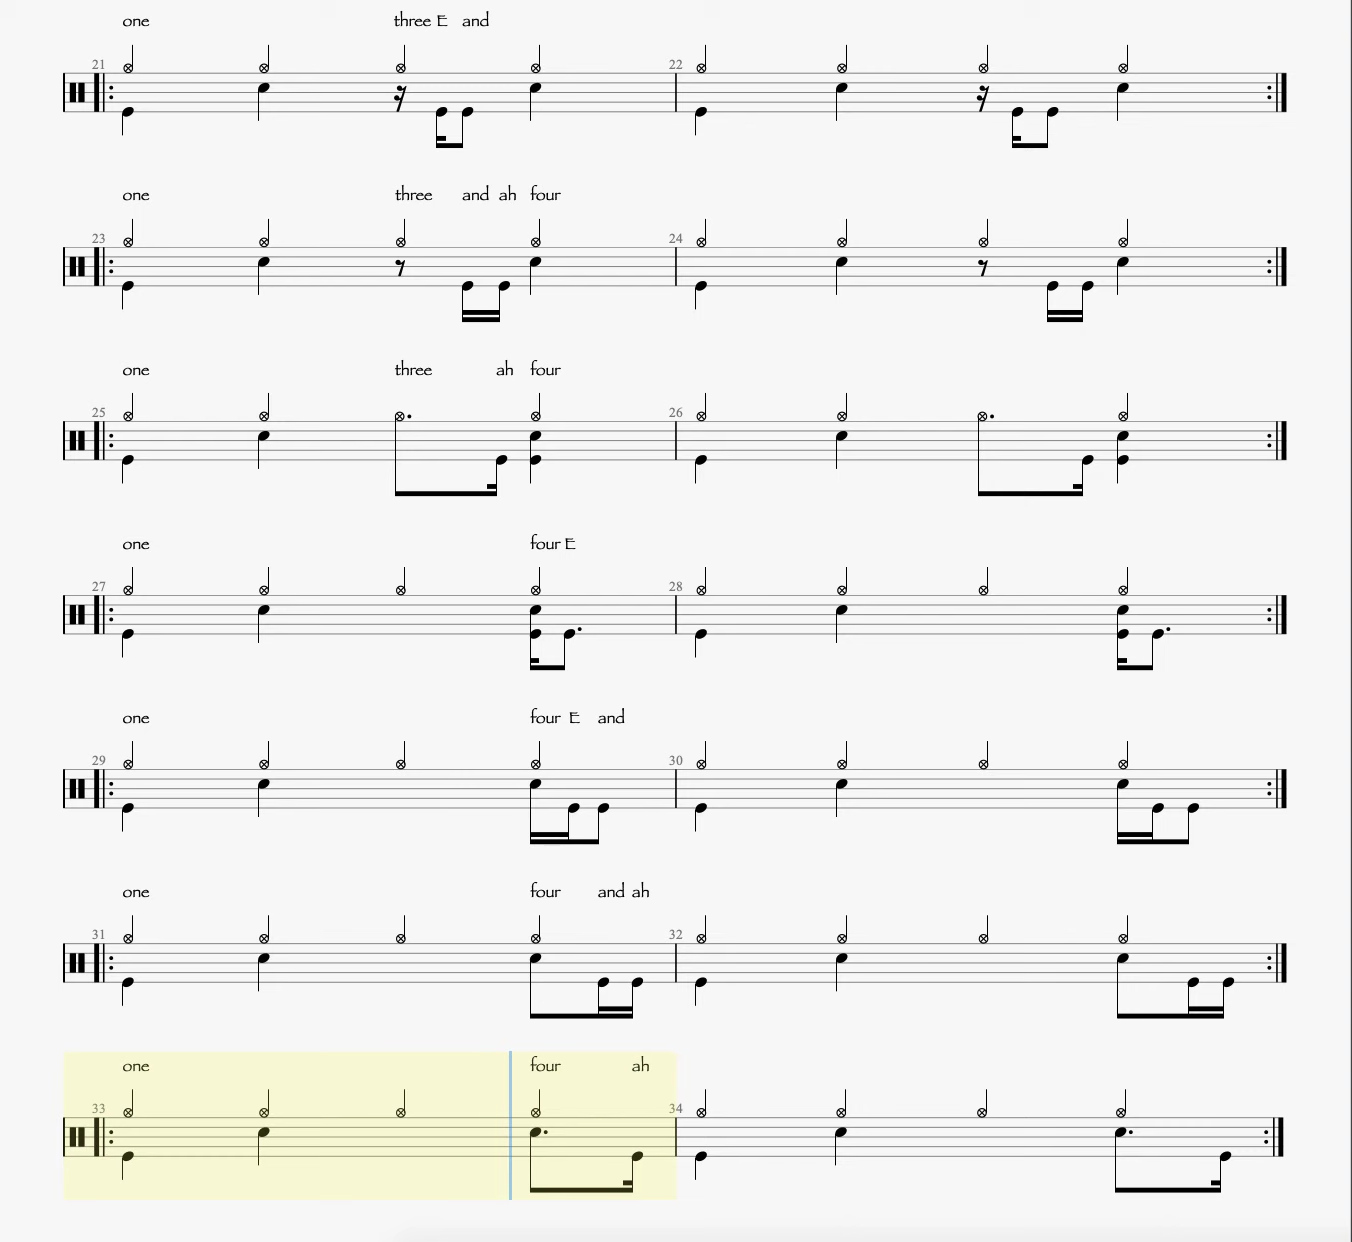 one three E and
21 22
one three and ah four
23 24
one three ah four
25 26
one four E
27 28
one four E and
29 30
one four and ah
31 32
one four ah
33 34